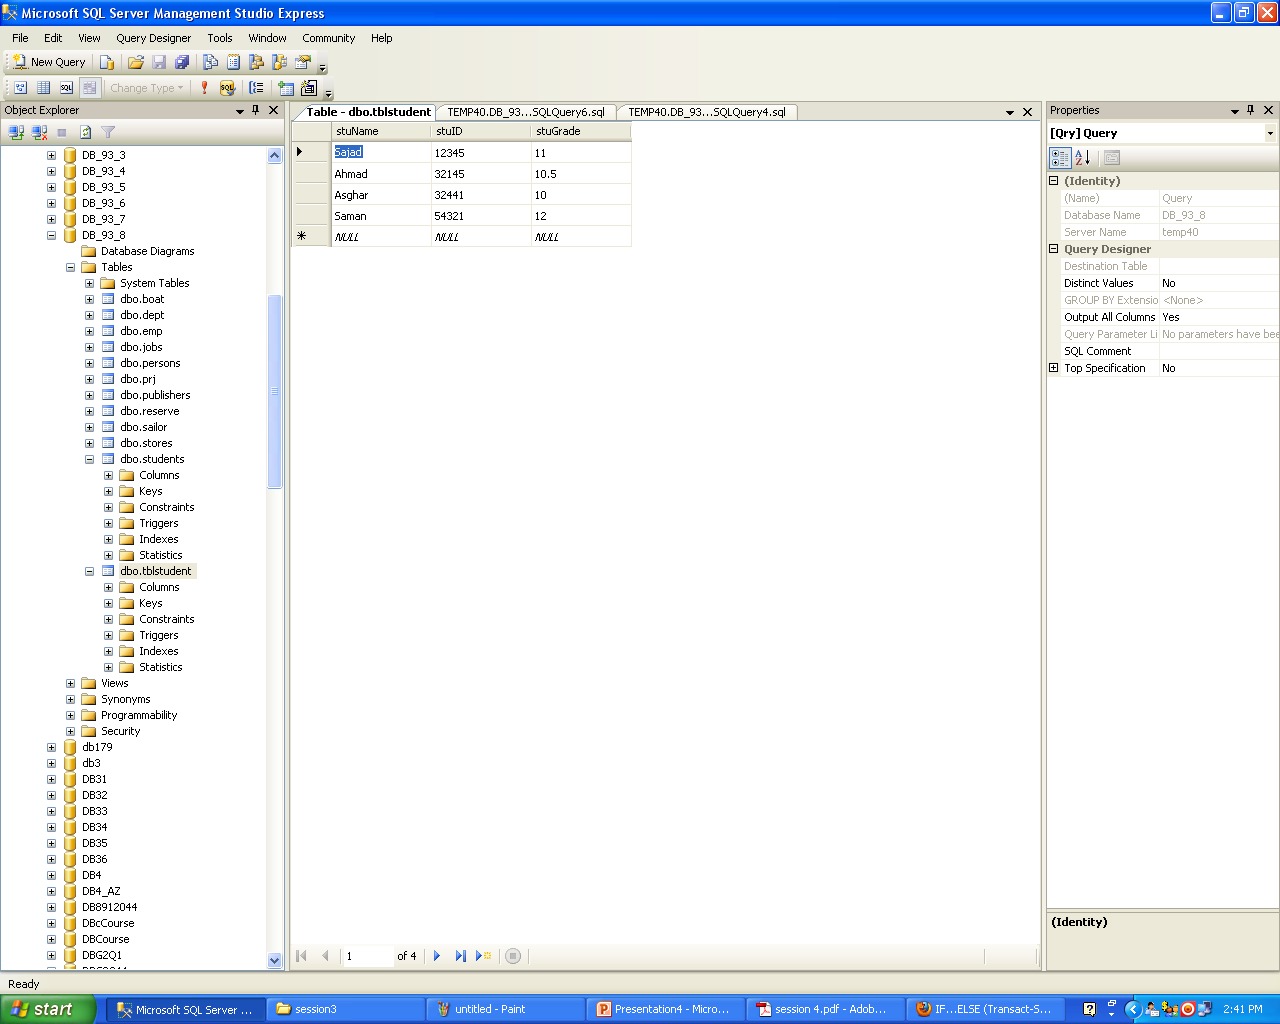 Microsoft SQL Server Management Studio Express
File Edit View Query Designer Tools Window Community Help
New Query
Change Type
SQL
Object Explorer
DB_93_3
DB_93_4
DB_93_5
DB_93_6
DB_93_7
DB_93_8
Database Diagrams
Tables
System Tables
dbo.boat
dbo.dept
dbo.emp
dbo.jobs
dbo.persons
dbo.prj
dbo.publishers
dbo.reserve
dbo.sailor
dbo.stores
dbo.students
Columns
Keys
Constraints
Triggers
Indexes
Statistics
dbo.tblstudent
Columns
Keys
Constraints
Triggers
Indexes
Statistics
Views
Synonyms
Programmability
Security
db179
db3
DB31
DB32
DB33
DB34
DB35
DB36
DB4
DB4_AZ
DB8912044
DBcCourse
DBCourse
DBG2Q1
Table - dbo.tblstudent TEMP40.DB_93...SQLQuery6.sql TEMP40.DB_93...SQLQuery4.sql
stuName stuID stuGrade
Sajad 12345 11
Ahmad 32145 10.5
Asghar 32441 10
Saman 54321 12
NULL NULL NULL
1 of 4
Properties
[Qry] Query
(Identity)
(Name) Query
Database Name DB_93_8
Server Name temp40
Query Designer
Destination Table
Distinct Values No
GROUP BY Extensio <None>
Output All Columns Yes
Query Parameter Li No parameters have bee
SQL Comment
Top Specification No
(Identity)
Ready
start Microsoft SQL Server ... session3 untitled - Paint Presentation4 - Micro... session 4.pdf - Adob... IF...ELSE (Transact-S... 2:41 PM